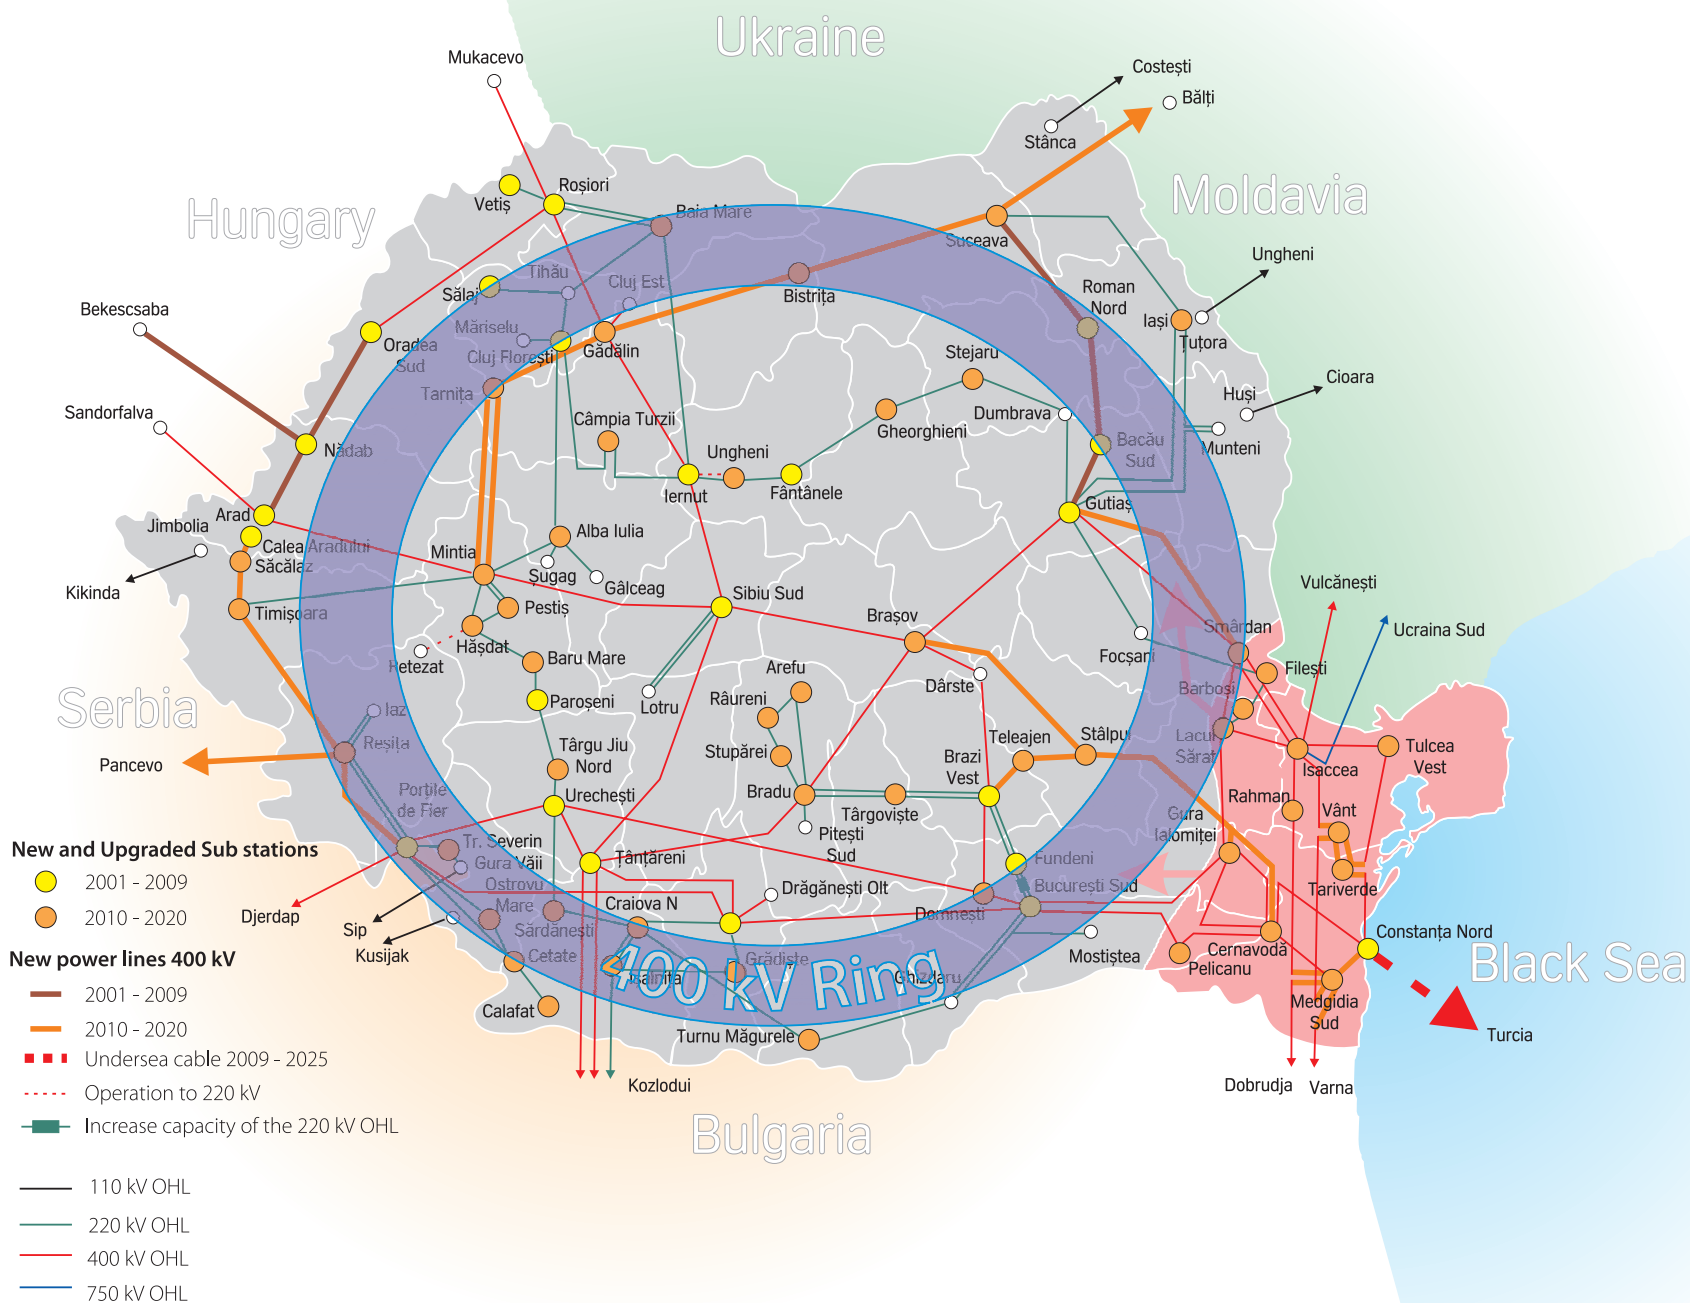 Ukraine
Mukacevo
Costești
Bălți
Stânca
Moldavia
Hungary
Roșiori
Vetiș
Baia Mare
Suceava
Ungheni
Tihău
Cluj Est
Sălaj
Bistrița
Roman
Nord
Iași
Țuțora
Bekescsaba
Măriselu
Cluj Florești
Gădălin
Oradea
Sud
Tarnița
Stejaru
Cioara
Huși
Sandorfalva
Câmpia Turzii
Dumbrava
Gheorghieni
Munteni
Bacău
Sud
Nădab
Ungheni
Iernut
Fântânele
Gutiaș
Arad
Jimbolia
Calea Aradului
Săcălaz
Mintia
Alba Iulia
Șugag
Gâlceag
Kikinda
Vulcănești
Timișoara
Pestiș
Sibiu Sud
Brașov
Ucraina Sud
Smârdan
Hășdat
Retezat
Baru Mare
Focșani
Filești
Arefu
Dârste
Barboși
Serbia
Iaz
Paroșeni
Lotru
Râureni
Reșița
Lacul
Sărat
Pancevo
Târgu Jiu
Nord
Stupărei
Teleajen
Stâlpu
Brazi
Vest
Tulcea
Vest
Isaccea
Porțile
de Fier
Urechești
Bradu
Târgoviște
Rahman
Vânt
Pitești
Sud
Gura
Ialomiței
Tr. Severin
Gura Văii
Țânțăreni
Fundeni
New and Upgraded Sub stations
2001 - 2009
2010 - 2020
Ostrovu
Mare
Drăgănești Olt
București Sud
Tariverde
Djerdap
Craiova N
Domnești
Sip
Kusijak
Sărdănești
Constanța Nord
Mostiștea
Cernavodă
Pelicanu
Cetate
Ișalnița
Grădiște
Ghizdaru
400 kV Ring
Black Sea
New power lines 400 kV
2001 - 2009
2010 - 2020
Undersea cable 2009 - 2025
Operation to 220 kV
Increase capacity of the 220 kV OHL
Calafat
Turnu Măgurele
Medgidia
Sud
Turcia
Kozlodui
Dobrudja
Varna
Bulgaria
110 kV OHL
220 kV OHL
400 kV OHL
750 kV OHL